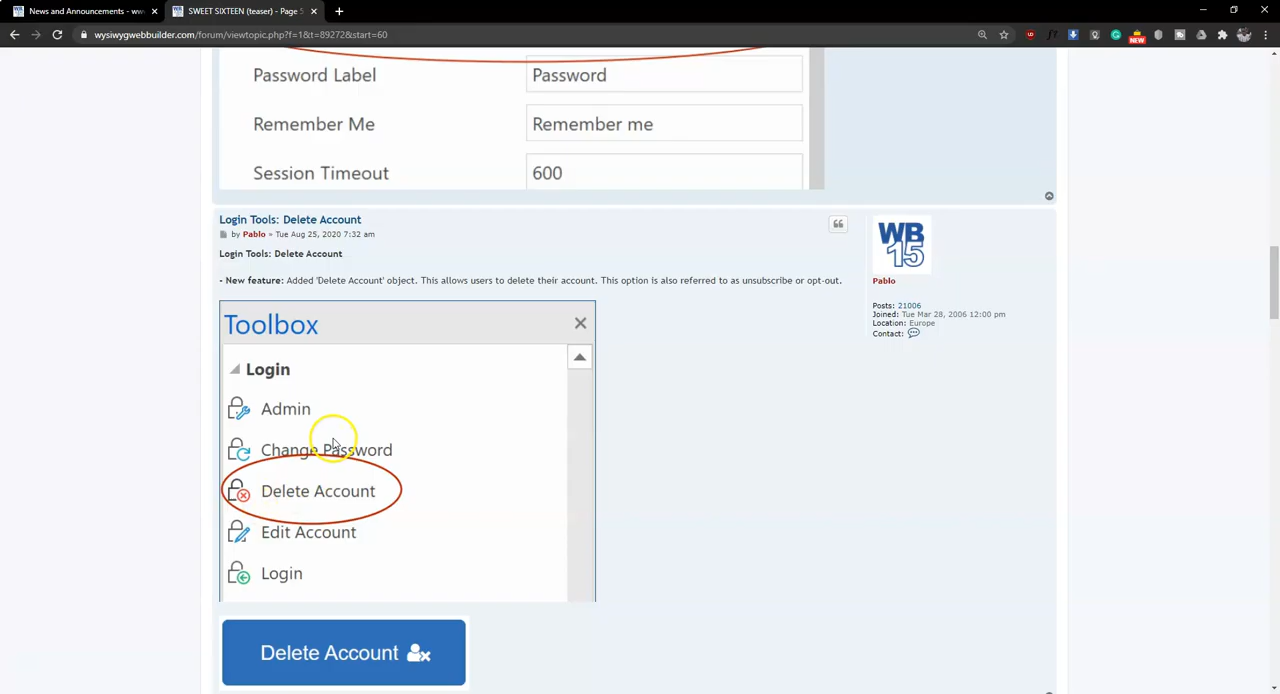 News and Announcements - www.
SWEET SIXTEEN (teaser) - Page 5
wysiwygwebbuilder.com/forum/viewtopic.php?f=1&t=89272&start=60
NEW
Password Label
Password
Remember Me
Remember me
Session Timeout
600
Login Tools: Delete Account
by Pablo » Tue Aug 25, 2020 7:32 am
Login Tools: Delete Account
- New feature: Added 'Delete Account' object. This allows users to delete their account. This option is also referred to as unsubscribe or opt-out.
WB
15
Pablo
Posts: 21006
Joined: Tue Mar 28, 2006 12:00 pm
Location: Europe
Contact:
Toolbox
Login
Admin
Change Password
Delete Account
Edit Account
Login
Delete Account